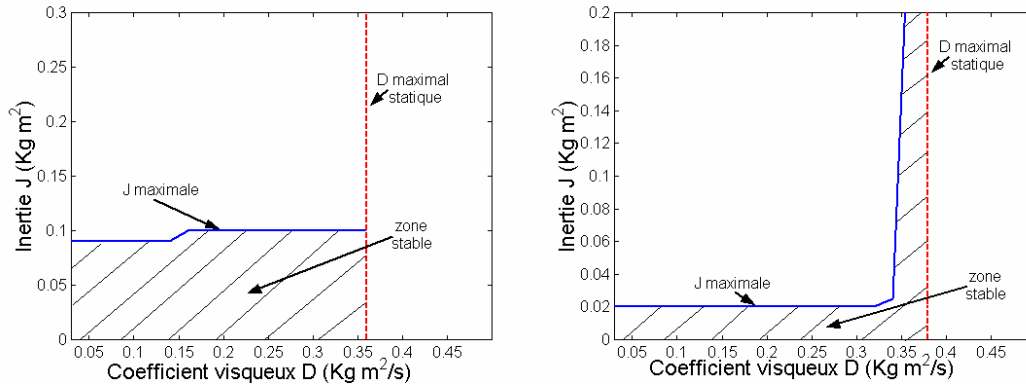 Inertie J (Kg m²)
0.3
0.25
0.2
0.15
0.1
0.05
0
D maximal
statique
J maximale
zone
stable
0.05 0.1 0.15 0.2 0.25 0.3 0.35 0.4 0.45
Coefficient visqueux D (Kg m²/s)
Inertie J (Kg m²)
0.2
0.18
0.16
0.14
0.12
0.1
0.08
0.06
0.04
0.02
0
D maximal
statique
J maximale
zone
stable
0.05 0.1 0.15 0.2 0.25 0.3 0.35 0.4 0.45
Coefficient visqueux D (Kg m²/s)